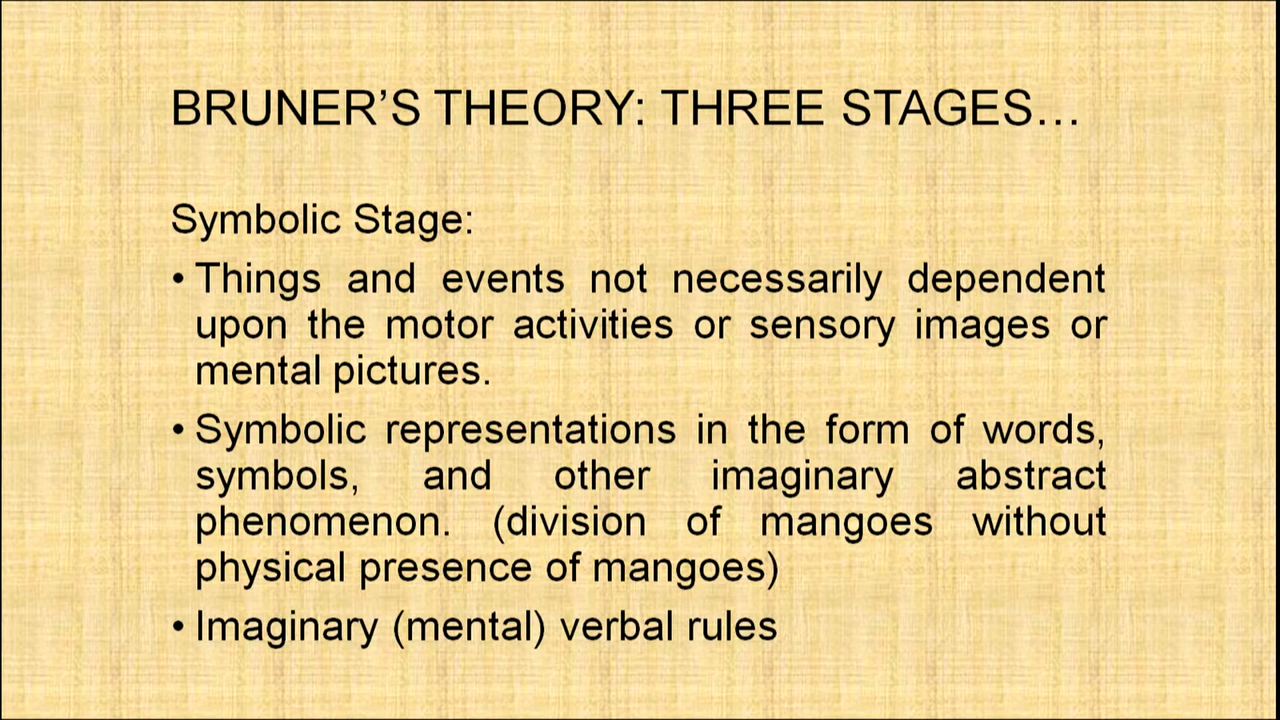 BRUNER’S THEORY: THREE STAGES…
Symbolic Stage:
• Things and events not necessarily dependent
upon the motor activities or sensory images or
mental pictures.
• Symbolic representations in the form of words,
symbols, and other imaginary abstract
phenomenon. (division of mangoes without
physical presence of mangoes)
• Imaginary (mental) verbal rules